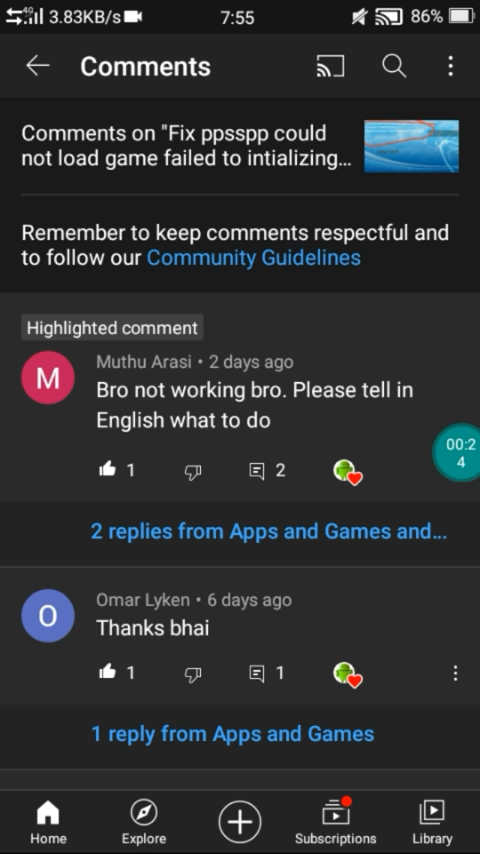 4G 3.83KB/s 7:55 86%
Comments
Comments on "Fix ppsspp could
not load game failed to intializing...
Remember to keep comments respectful and
to follow our Community Guidelines
Highlighted comment
M
Muthu Arasi • 2 days ago
Bro not working bro. Please tell in
English what to do
00:2
4
1 2
2 replies from Apps and Games and...
O
Omar Lyken • 6 days ago
Thanks bhai
1 1
1 reply from Apps and Games
Home Explore Subscriptions Library